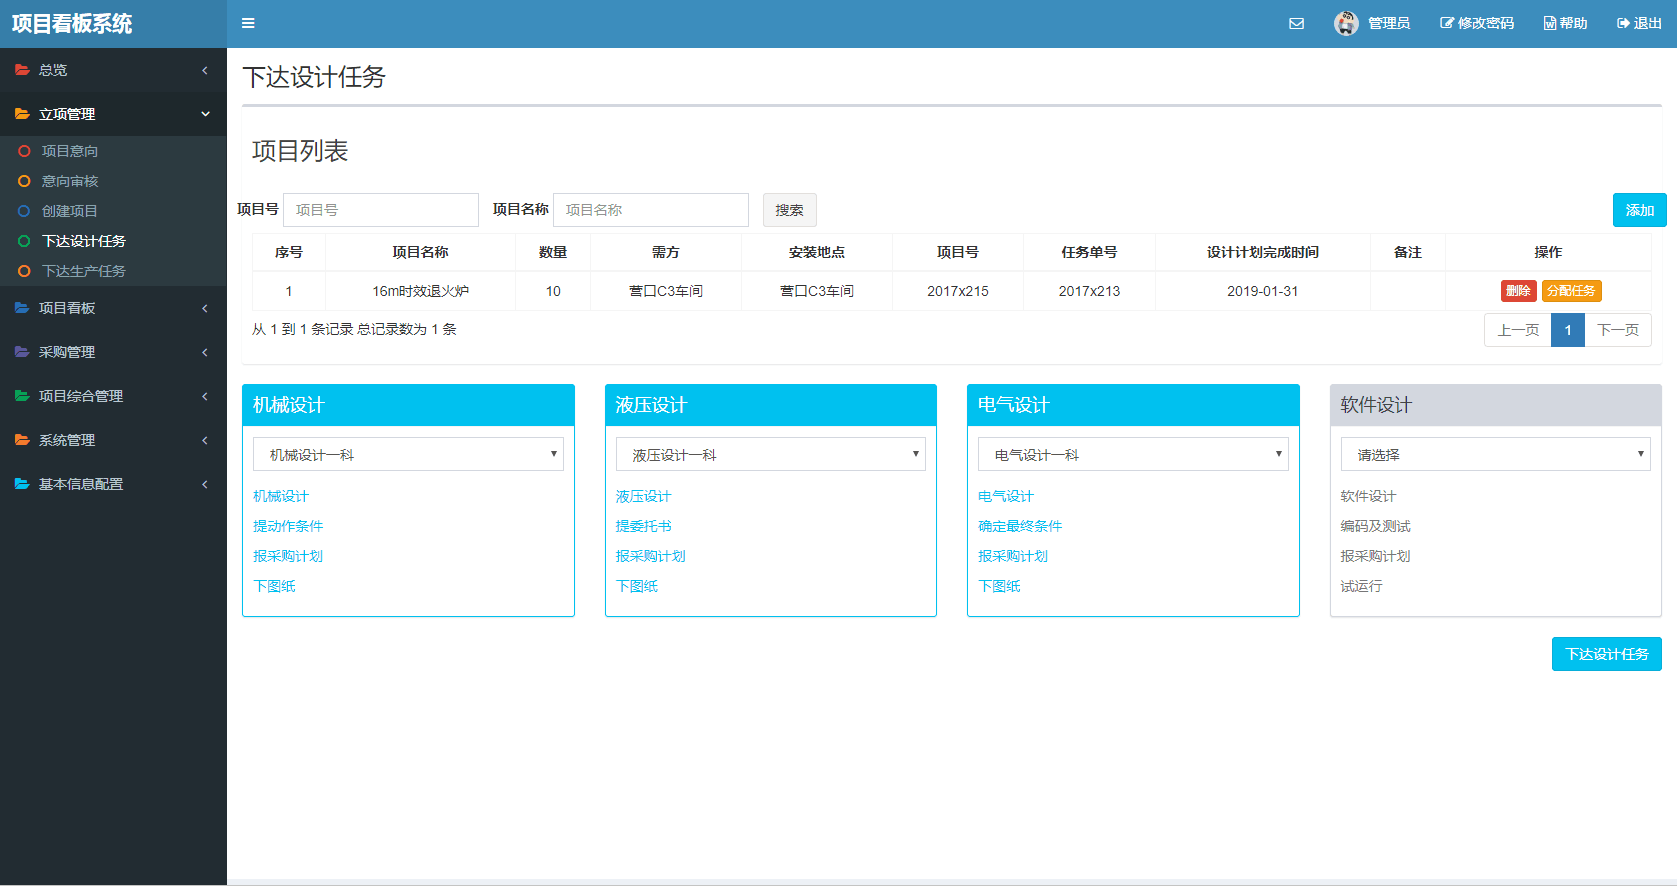 项目看板系统
管理员 修改密码 帮助 退出
总览
立项管理
项目意向
意向审核
创建项目
下达设计任务
下达生产任务
项目看板
采购管理
项目综合管理
系统管理
基本信息配置
下达设计任务
项目列表
项目号 项目号 项目名称 项目名称 搜索 添加
序号 项目名称 数量 需方 安装地点 项目号 任务单号 设计计划完成时间 备注 操作
1 16m时效退火炉 10 营口C3车间 营口C3车间 2017x215 2017x213 2019-01-31 删除 分配任务
从 1 到 1 条记录 总记录数为 1 条 上一页 1 下一页
机械设计
机械设计一科
机械设计
提动作条件
报采购计划
下图纸
液压设计
液压设计一科
液压设计
提委托书
报采购计划
下图纸
电气设计
电气设计一科
电气设计
确定最终条件
报采购计划
下图纸
软件设计
请选择
软件设计
编码及测试
报采购计划
试运行
下达设计任务